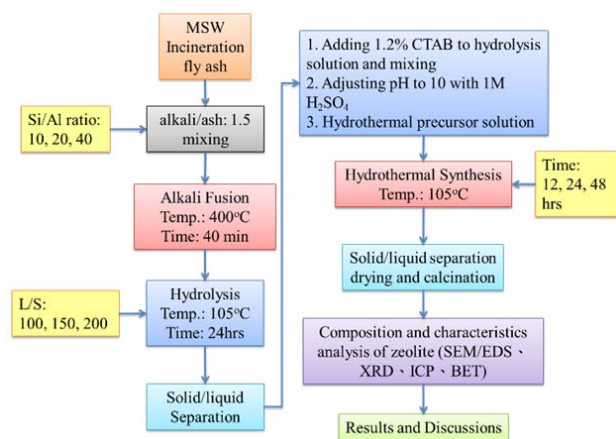 MSW
Incineration
fly ash
Si/Al ratio:
10, 20, 40
alkali/ash: 1.5
mixing
Alkali Fusion
Temp.: 400°C
Time: 40 min
L/S:
100, 150, 200
Hydrolysis
Temp.: 105°C
Time: 24hrs
Solid/liquid
Separation
1. Adding 1.2% CTAB to hydrolysis
solution and mixing
2. Adjusting pH to 10 with 1M
H₂SO₄
3. Hydrothermal precursor solution
Hydrothermal Synthesis
Temp.: 105°C
Time:
12, 24, 48
hrs
Solid/liquid separation
drying and calcination
Composition and characteristics
analysis of zeolite (SEM/EDS、
XRD、ICP、BET)
Results and Discussions